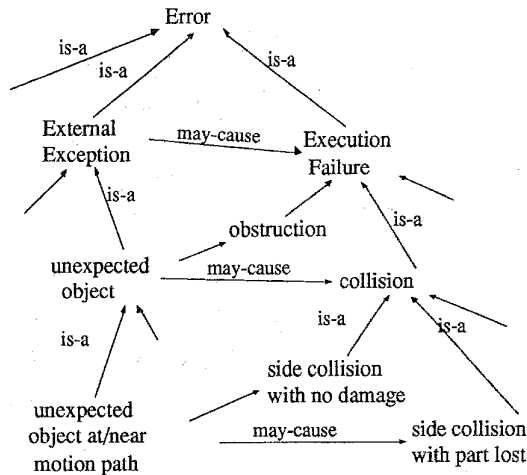 Error
is-a
is-a
is-a
External
Exception
may-cause
Execution
Failure
is-a
is-a
obstruction
unexpected
object
may-cause
collision
is-a
is-a
is-a
side collision
with no damage
unexpected
object at/near
motion path
may-cause
side collision
with part lost